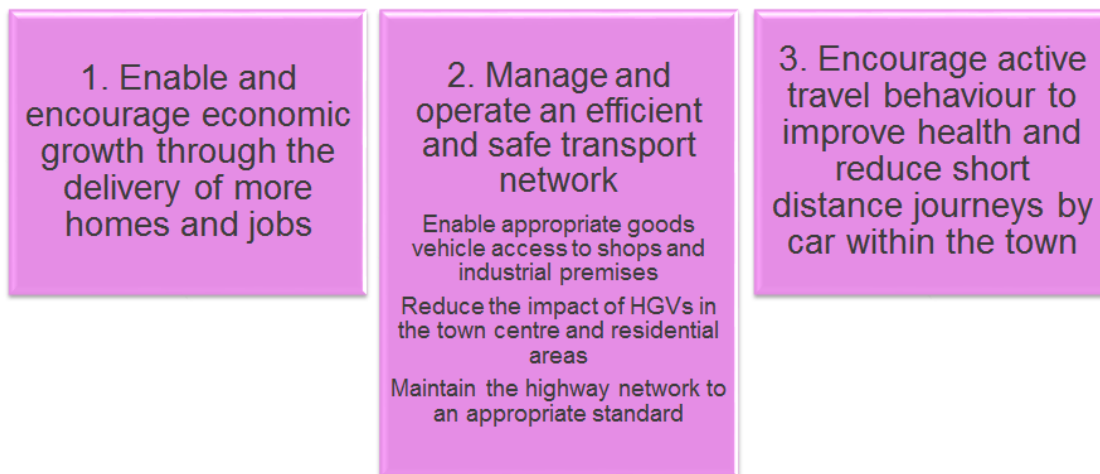 1. Enable and
encourage economic
growth through the
delivery of more
homes and jobs
2. Manage and
operate an efficient
and safe transport
network
Enable appropriate goods
vehicle access to shops and
industrial premises
Reduce the impact of HGVs in
the town centre and residential
areas
Maintain the highway network to
an appropriate standard
3. Encourage active
travel behaviour to
improve health and
reduce short
distance journeys by
car within the town